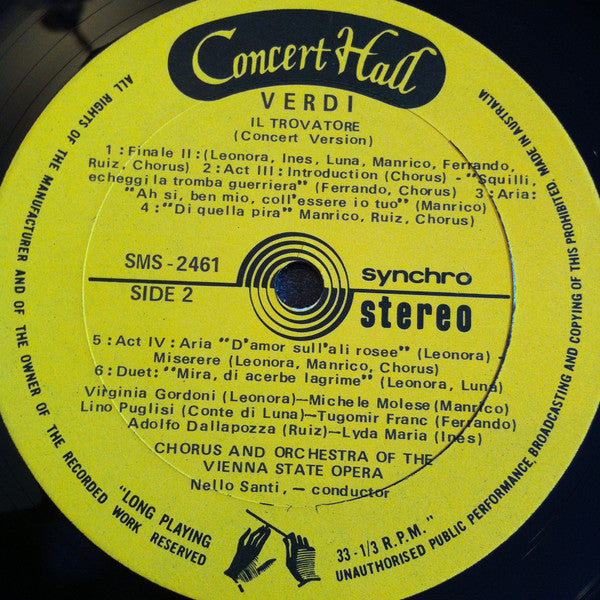 Concert Hall
VERDI
IL TROVATORE
(Concert Version)
1:Finale II:(Leonora, Ines, Luna, Manrico, Ferrando,
Ruiz, Chorus) 2:Act III:Introduction (Chorus) - "Squilli,
echeggi la tromba guerriera" (Ferrando, Chorus) 3:Aria:
"Ah si, ben mio, coll'essere io tuo" (Manrico)
4:"Di quella pira" Manrico, Ruiz, Chorus)
SMS-2461
SIDE 2
synchro
stereo
5:Act IV: Aria "D'amor sull'ali rosee" (Leonora) -
Miserere (Leonora, Manrico, Chorus)
6:Duet:"Mira, di acerbe lagrime" (Leonora, Luna)
Virginia Gordoni (Leonora)—Michele Molese (Manrico)
Lino Puglisi (Conte di Luna)—Tugomir Franc (Ferrando)
Adolfo Dallapozza (Ruiz)—Lyda Maria (Ines)
CHORUS AND ORCHESTRA OF THE
VIENNA STATE OPERA
Nello Santi, — conductor
"LONG PLAYING
33-1/3 R.P.M."
ALL RIGHTS OF THE MANUFACTURER AND OF THE OWNER OF THE RECORDED WORK RESERVED
UNAUTHORISED PUBLIC PERFORMANCE, BROADCASTING AND COPYING OF THIS PROHIBITED. MADE IN AUSTRALIA